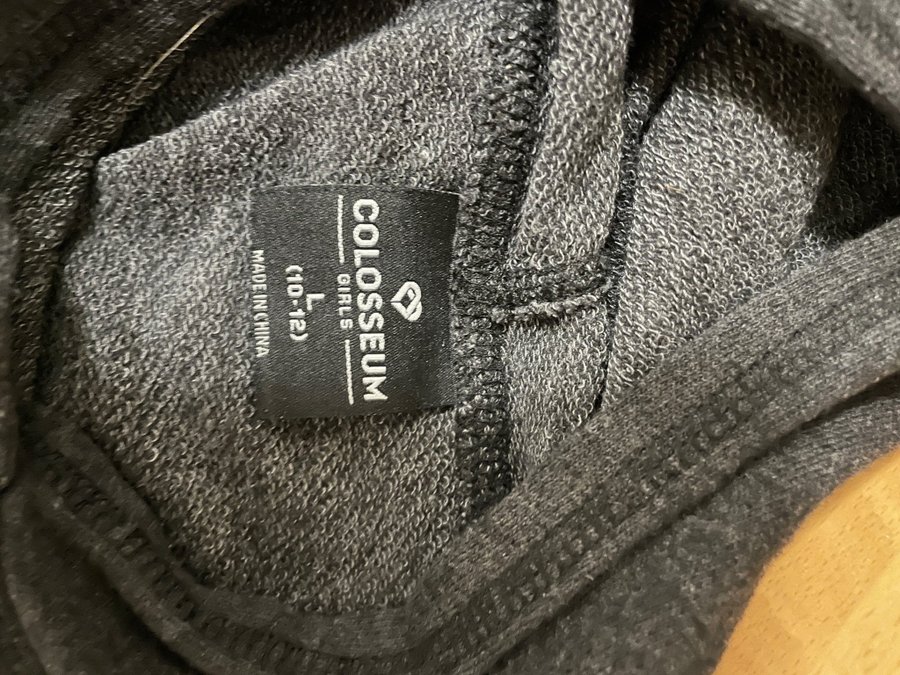 COLOSSEUM
GIRLS
L
(10-12)
MADE IN CHINA